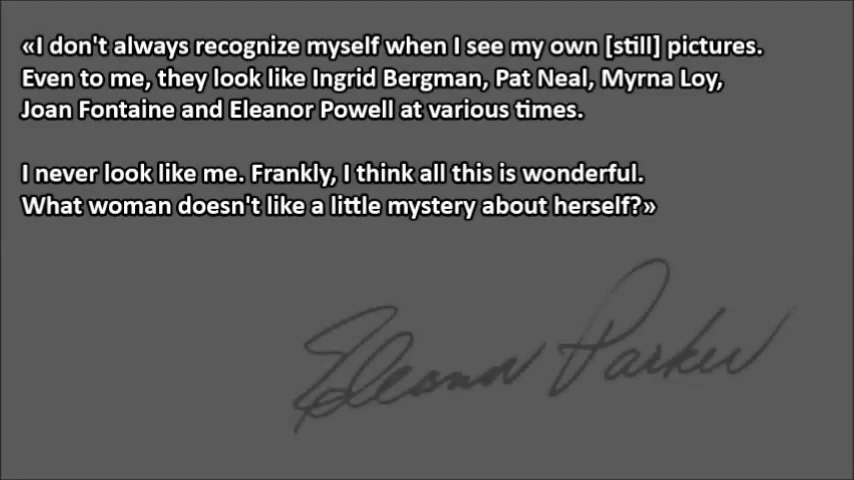 «I don't always recognize myself when I see my own [still] pictures.
Even to me, they look like Ingrid Bergman, Pat Neal, Myrna Loy,
Joan Fontaine and Eleanor Powell at various times.
I never look like me. Frankly, I think all this is wonderful.
What woman doesn't like a little mystery about herself?»
Eleanor Parker